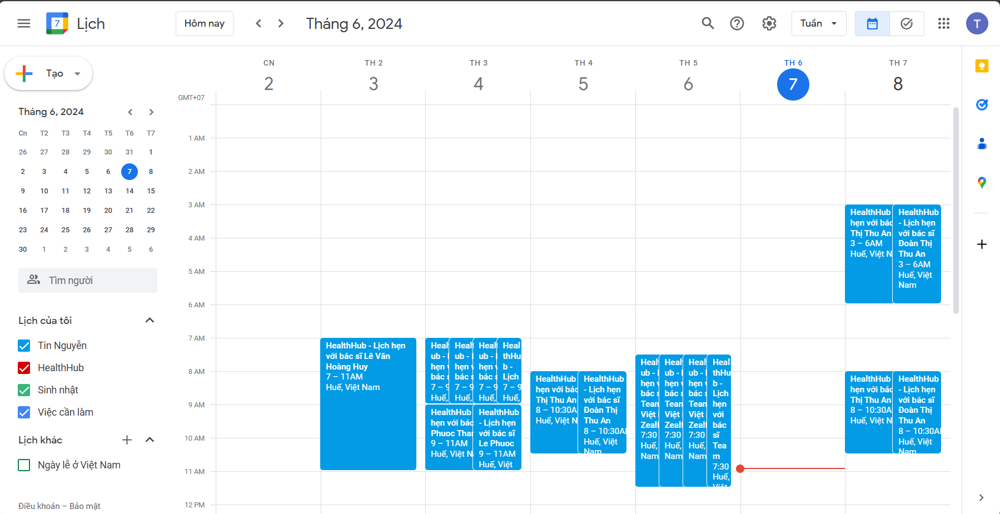 7
Lịch
Hôm nay
Tháng 6, 2024
Tuần
T
Tạo
Tháng 6, 2024
Cn T2 T3 T4 T5 T6 T7
26 27 28 29 30 31 1
2 3 4 5 6 7 8
9 10 11 12 13 14 15
16 17 18 19 20 21 22
23 24 25 26 27 28 29
30 1 2 3 4 5 6
Tìm người
Lịch của tôi
Tin Nguyễn
HealthHub
Sinh nhật
Việc cần làm
Lịch khác
Ngày lễ ở Việt Nam
Điều khoản – Bảo mật
CN TH 2 TH 3 TH 4 TH 5 TH 6 TH 7
2 3 4 5 6 7 8
GMT+07
1 AM
2 AM
3 AM
4 AM
5 AM
6 AM
7 AM
8 AM
9 AM
10 AM
11 AM
12 PM
HealthHub - Lịch hẹn
với bác sĩ Lê Văn
Hoàng Huy
7 – 11AM
Huế, Việt Nam
Heal
ub -
hẹn v
bác s
7 – 9
Huế,
Heal
ub -
hẹn v
bác s
7 – 9
Huế,
Heal
ub -
hẹn v
bác s
7 – 9
Huế,
Heal
thHu
b -
Lịch
7 – 9
Huế,
HealthHub
hẹn với bác
Phuoc Than
9 – 11AM
Huế, Việt N
HealthHub
- Lịch hẹn
với bác sĩ
Le Phuoc
9 – 11AM
Huế, Việt
HealthHub
hẹn với bác
Thị Thu An
8 – 10:30A
Huế, Việt N
HealthHub
- Lịch hẹn
với bác sĩ
Đoàn Thị
Thu An
8 – 10:30AM
Huế, Việt
Nam
Healt
ub -
hẹn v
bác s
Team
Việt
Zealf
7:30
Huế,
Nam
Healt
ub -
hẹn v
bác s
Team
Việt
Zealf
7:30
Huế,
Nam
Healt
ub -
hẹn v
bác s
Team
Việt
Zealf
7:30
Huế,
Nam
Heal
thHu
b -
Lịch
hẹn
với
bác
sĩ
Tea
m
7:30
Huế,
Việt
HealthHub
hẹn với bác
Thị Thu An
3 – 6AM
Huế, Việt N
HealthHub
- Lịch hẹn
với bác sĩ
Đoàn Thị
Thu An
3 – 6AM
Huế, Việt
Nam
HealthHub
hẹn với bác
Thị Thu An
8 – 10:30A
Huế, Việt N
HealthHub
- Lịch hẹn
với bác sĩ
Đoàn Thị
Thu An
8 – 10:30AM
Huế, Việt
Nam